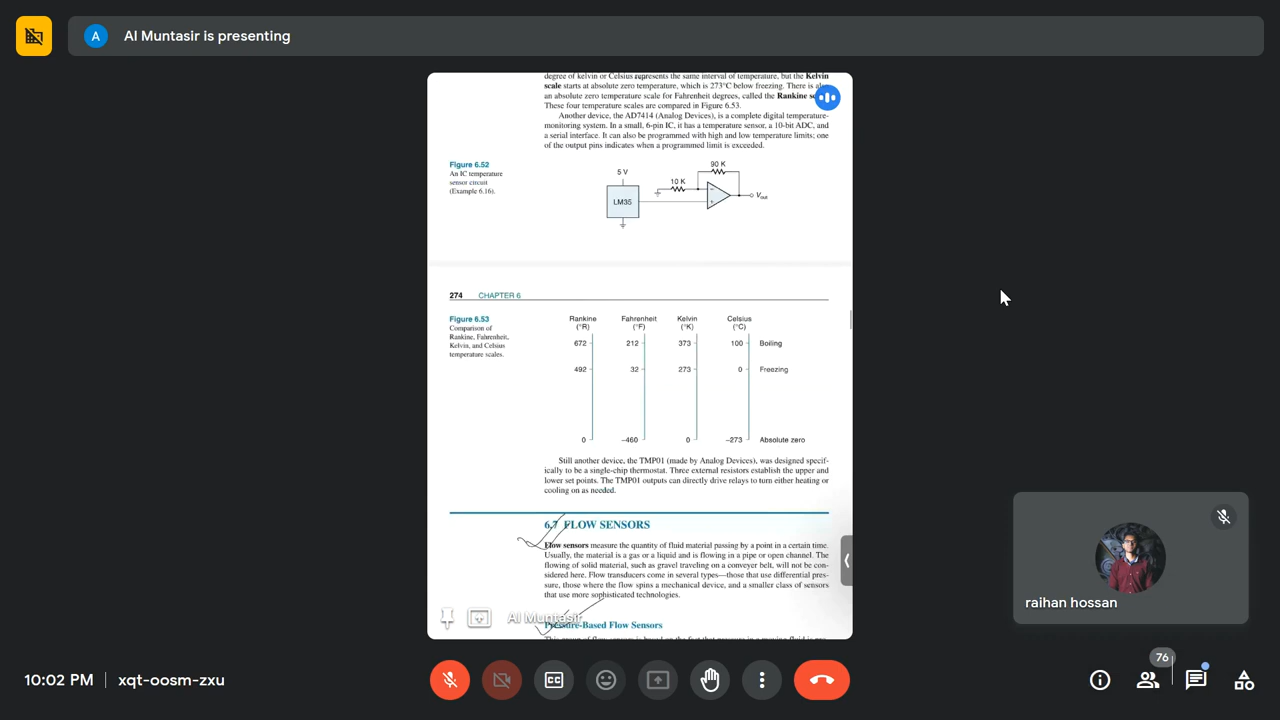 A
Al Muntasir is presenting
degree of kelvin or Celsius represents the same interval of temperature, but the Kelvin
scale starts at absolute zero temperature, which is 273°C below freezing. There is
an absolute zero temperature scale for Fahrenheit degrees, called the Rankine
These four temperature scales are compared in Figure 6.53.
Another device, the AD7414 (Analog Devices), is a complete digital temperature-
monitoring system. In a small, 6-pin IC, it has a temperature sensor, a 10-bit ADC, and
a serial interface. It can also be programmed with high and low temperature limits; one
of the output pins indicates when a programmed limit is exceeded.
Figure 6.52
An IC temperature
sensor circuit
(Example 6.16).
90 K
5 V
10 K
LM35
−
+
Vout
274 CHAPTER 6
Figure 6.53
Comparison of
Rankine, Fahrenheit,
Kelvin, and Celsius
temperature scales.
Rankine Fahrenheit Kelvin Celsius
(°R) (°F) (°K) (°C)
672 212 373 100 Boiling
492 32 273 0 Freezing
0 −460 0 −273 Absolute zero
Still another device, the TMP01 (made by Analog Devices), was designed specif-
ically to be a single-chip thermostat. Three external resistors establish the upper and
lower set points. The TMP01 outputs can directly drive relays to turn either heating or
cooling on as needed.
6.7 FLOW SENSORS
Flow sensors measure the quantity of fluid material passing by a point in a certain time.
Usually, the material is a gas or a liquid and is flowing in a pipe or open channel. The
flowing of solid material, such as gravel traveling on a conveyer belt, will not be con-
sidered here. Flow transducers come in several types—those that use differential pres-
sure, those where the flow spins a mechanical device, and a smaller class of sensors
that use more sophisticated technologies.
Al Muntasir
Pressure-Based Flow Sensors
raihan hossan
10:02 PM | xqt-oosm-zxu
CC
76